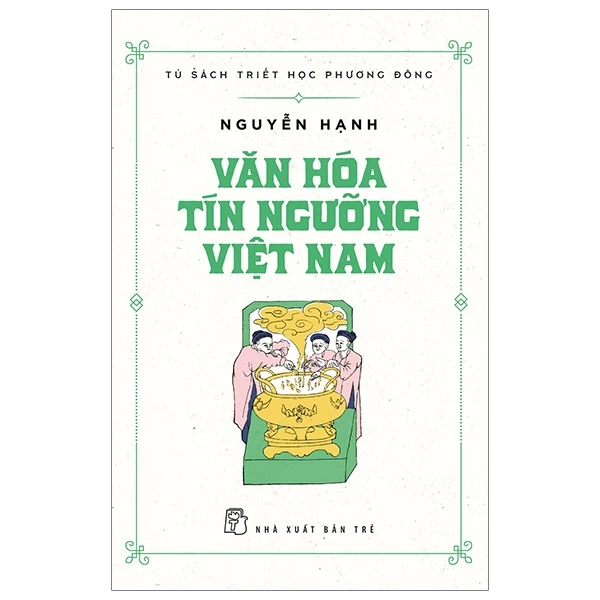 TỦ SÁCH TRIẾT HỌC PHƯƠNG ĐÔNG
NGUYỄN HẠNH
VĂN HÓA
TÍN NGƯỠNG
VIỆT NAM
NHÀ XUẤT BẢN TRẺ